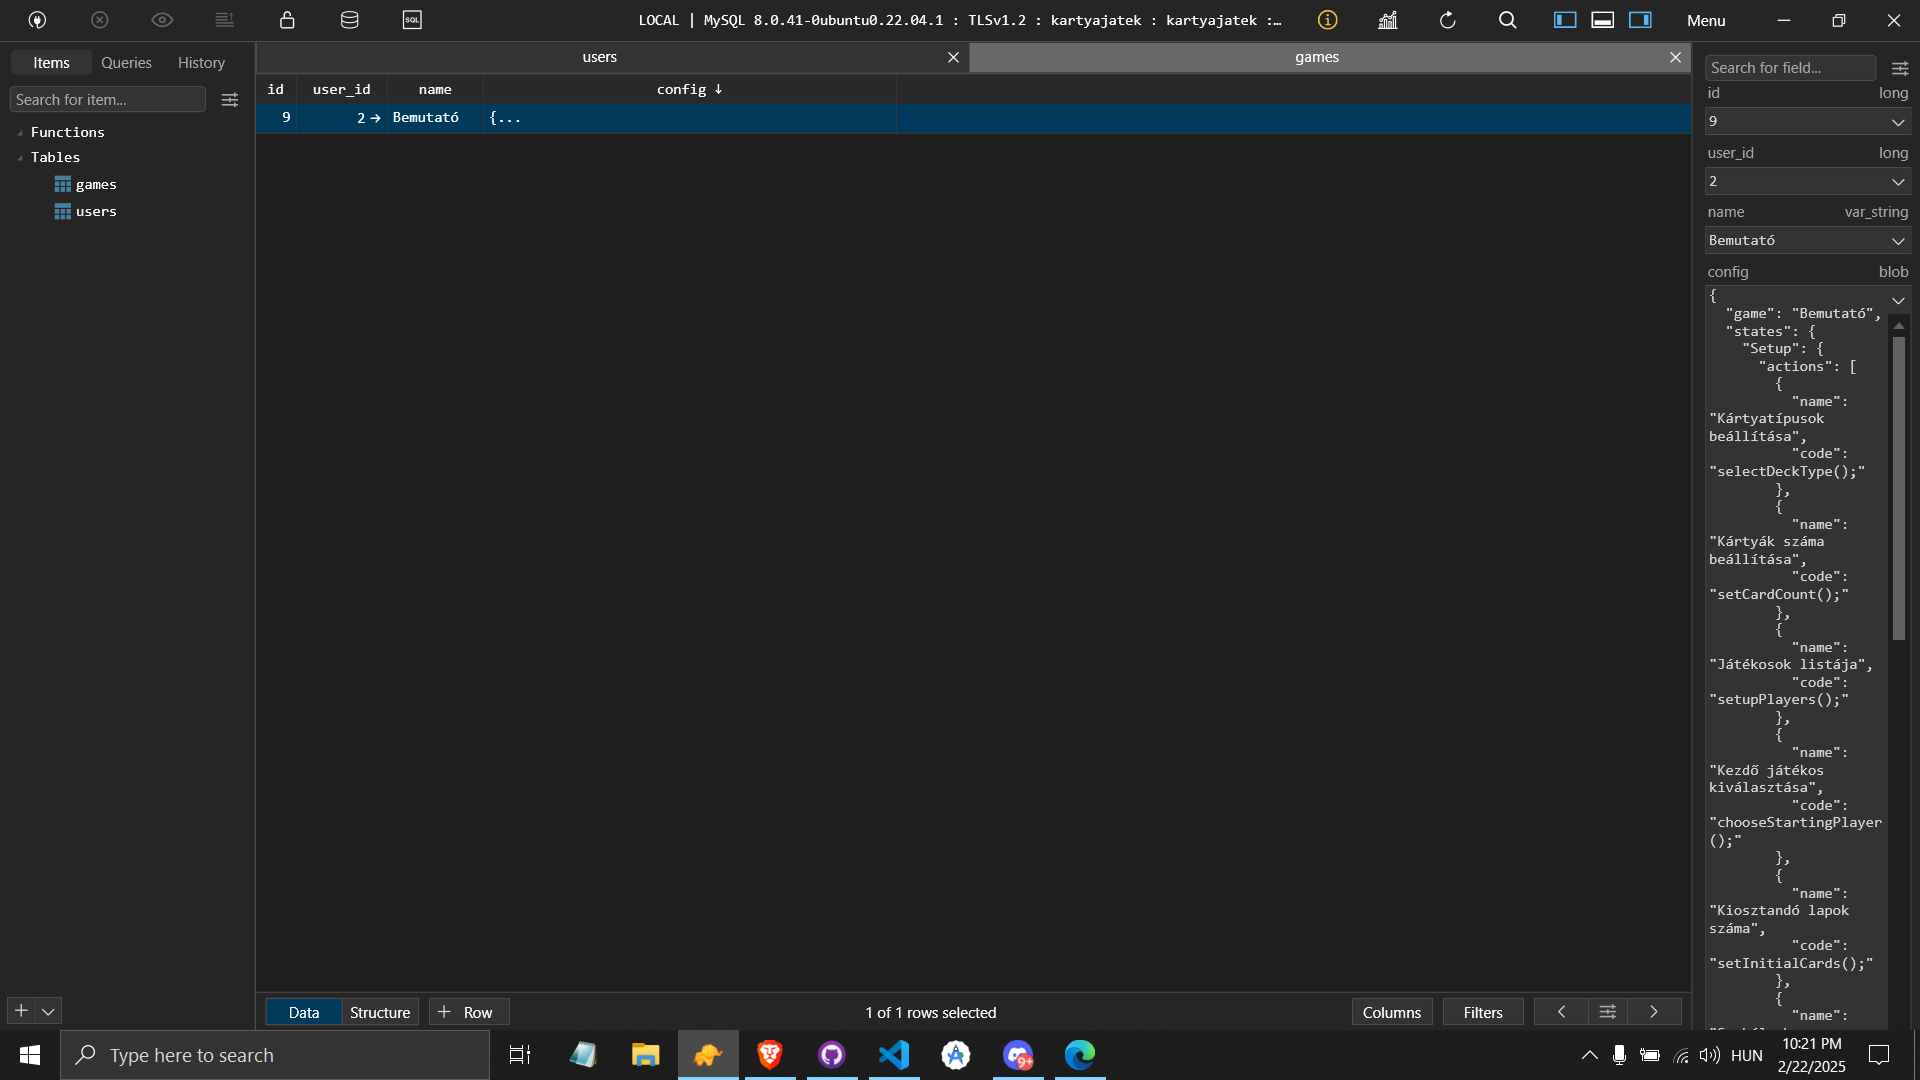 LOCAL | MySQL 8.0.41-0ubuntu0.22.04.1 : TLSv1.2 : kartyajatek : kartyajatek :...
SQL
Menu
Items
Queries
History
users
games
Search for item...
Functions
Tables
games
users
id
user_id
name
config
9
2
Bemutató
{...
Search for field...
id
long
9
user_id
long
2
name
var_string
Bemutató
config
blob
{
"game": "Bemutató",
"states": {
"Setup": {
"actions": [
{
"name":
"Kártyatípusok
beállítása",
"code":
"selectDeckType();"
},
{
"name":
"Kártyák száma
beállítása",
"code":
"setCardCount();"
},
{
"name":
"Játékosok listája",
"code":
"setupPlayers();"
},
{
"name":
"Kezdő játékos
kiválasztása",
"code":
"chooseStartingPlayer
();"
},
{
"name":
"Kiosztandó lapok
száma",
"code":
"setInitialCards();"
},
{
"name":
Data
Structure
Row
1 of 1 rows selected
Columns
Filters
Type here to search
9+
HUN
10:21 PM
2/22/2025